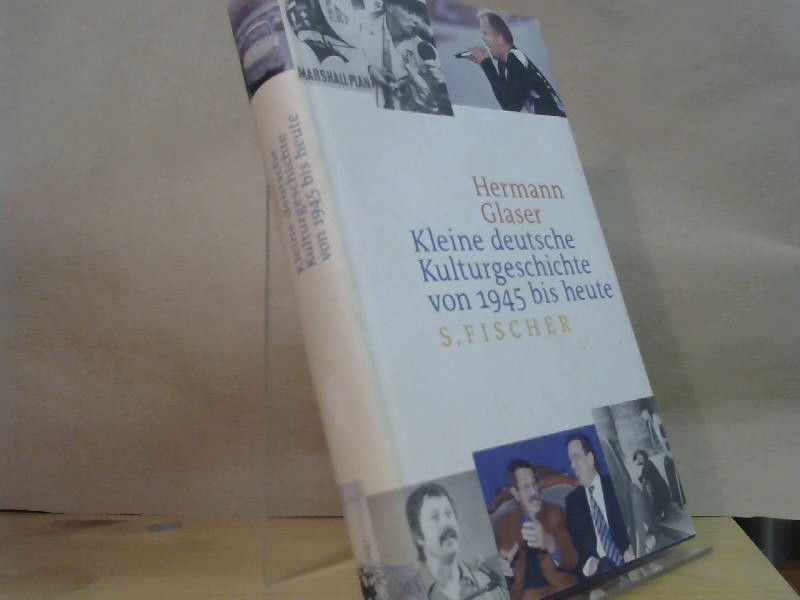 ERP
MARSHALL-PLAN
Hermann
Glaser
Kleine deutsche
Kulturgeschichte
von 1945 bis heute
S. FISCHER
Kleine deutsche
Kulturgeschichte
von 1945 bis heute